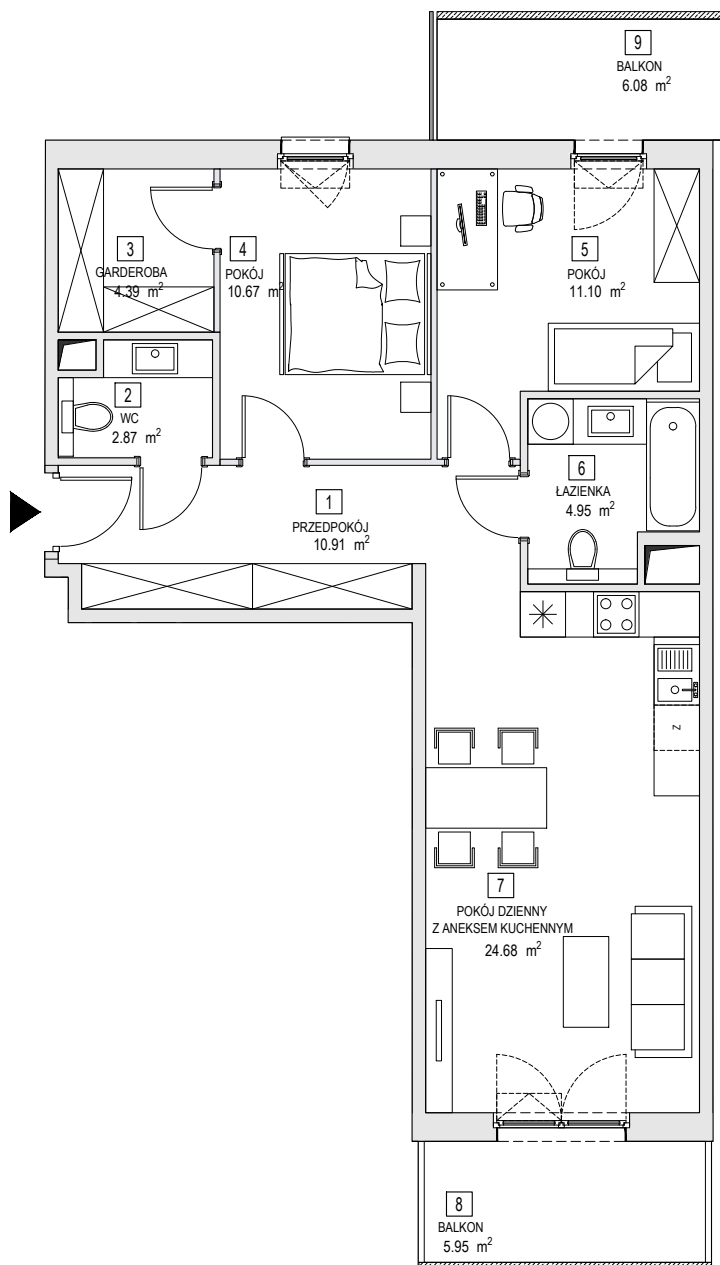 9
BALKON
6.08 m²
3
GARDEROBA
4.39 m²
4
POKÓJ
10.67 m²
5
POKÓJ
11.10 m²
2
WC
2.87 m²
6
ŁAZIENKA
4.95 m²
1
PRZEDPOKÓJ
10.91 m²
Z
7
POKÓJ DZIENNY
Z ANEKSEM KUCHENNYM
24.68 m²
8
BALKON
5.95 m²